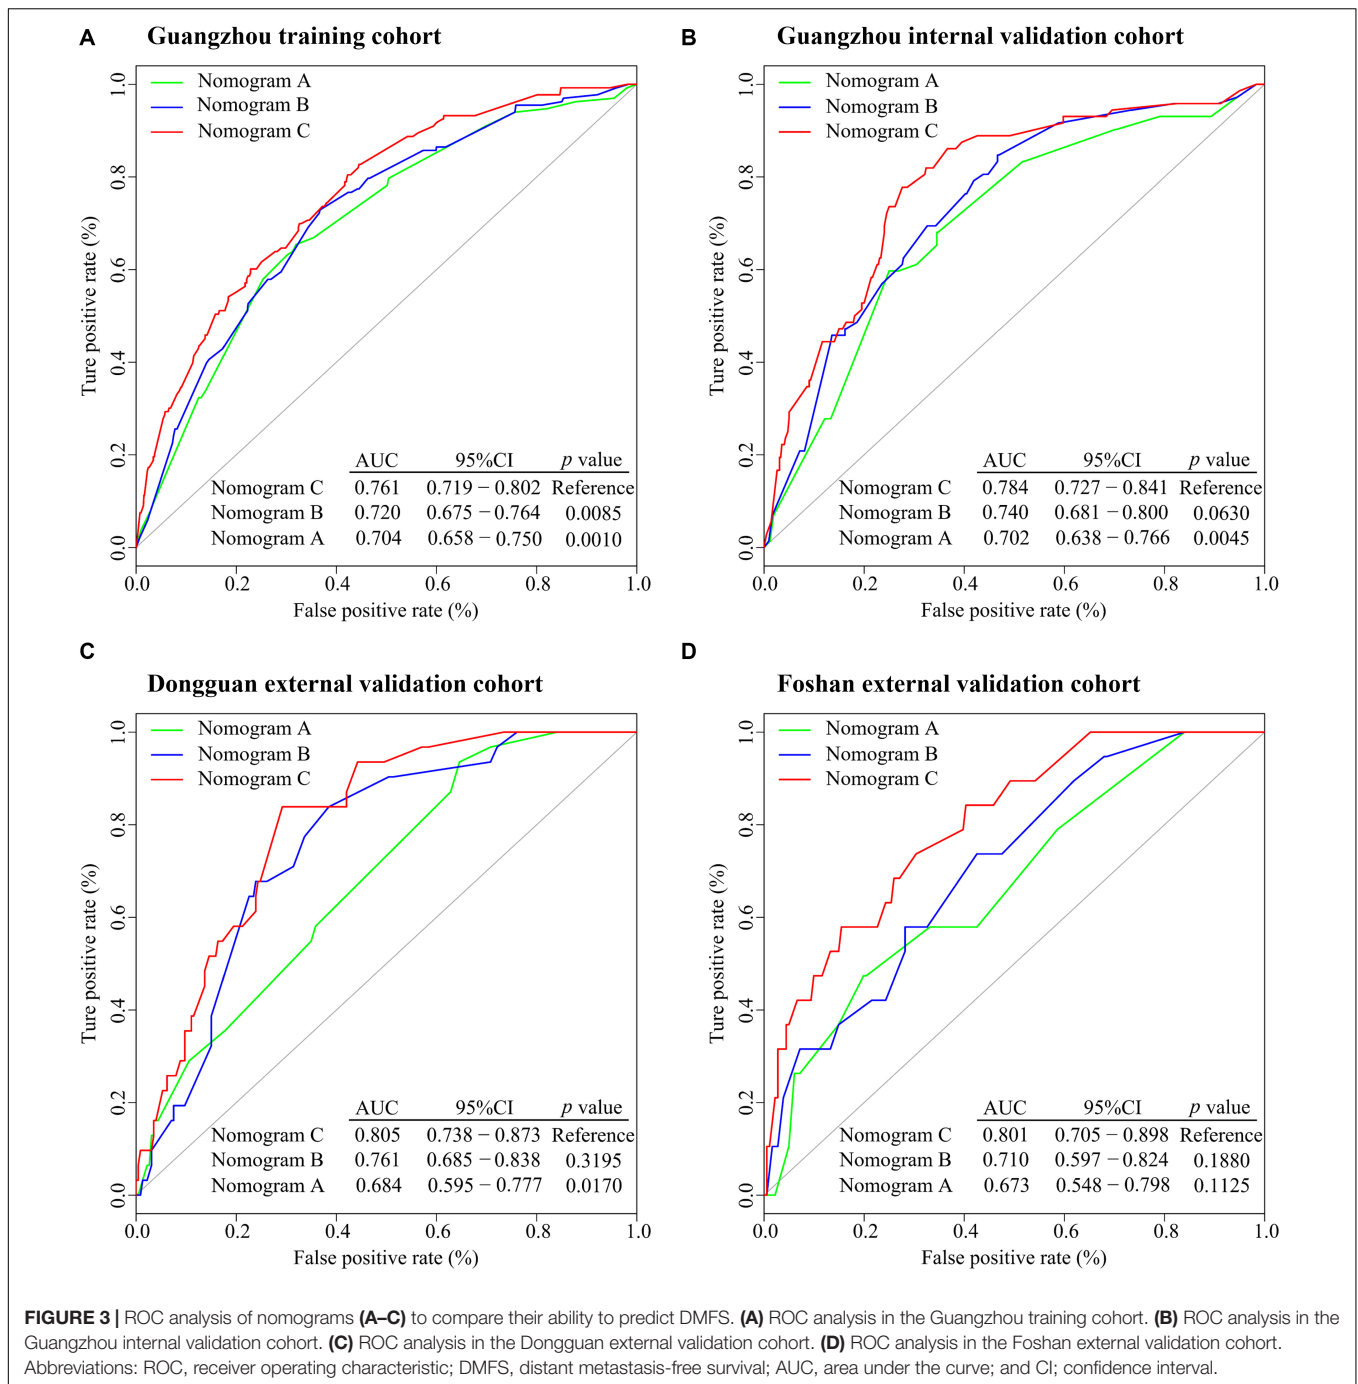 A Guangzhou training cohort
Nomogram A
Nomogram B
Nomogram C
Ture positive rate (%)
1.0
0.8
0.6
0.4
0.2
0.0
AUC 95%CI p value
Nomogram C 0.761 0.719 – 0.802 Reference
Nomogram B 0.720 0.675 – 0.764 0.0085
Nomogram A 0.704 0.658 – 0.750 0.0010
0.0 0.2 0.4 0.6 0.8 1.0
False positive rate (%)
B Guangzhou internal validation cohort
Nomogram A
Nomogram B
Nomogram C
Ture positive rate (%)
1.0
0.8
0.6
0.4
0.2
0.0
AUC 95%CI p value
Nomogram C 0.784 0.727 – 0.841 Reference
Nomogram B 0.740 0.681 – 0.800 0.0630
Nomogram A 0.702 0.638 – 0.766 0.0045
0.0 0.2 0.4 0.6 0.8 1.0
False positive rate (%)
C
Dongguan external validation cohort
Nomogram A
Nomogram B
Nomogram C
Ture positive rate (%)
1.0
0.8
0.6
0.4
0.2
0.0
AUC 95%CI p value
Nomogram C 0.805 0.738 – 0.873 Reference
Nomogram B 0.761 0.685 – 0.838 0.3195
Nomogram A 0.684 0.595 – 0.777 0.0170
0.0 0.2 0.4 0.6 0.8 1.0
False positive rate (%)
D
Foshan external validation cohort
Nomogram A
Nomogram B
Nomogram C
Ture positive rate (%)
1.0
0.8
0.6
0.4
0.2
0.0
AUC 95%CI p value
Nomogram C 0.801 0.705 – 0.898 Reference
Nomogram B 0.710 0.597 – 0.824 0.1880
Nomogram A 0.673 0.548 – 0.798 0.1125
0.0 0.2 0.4 0.6 0.8 1.0
False positive rate (%)
FIGURE 3 | ROC analysis of nomograms (A–C) to compare their ability to predict DMFS. (A) ROC analysis in the Guangzhou training cohort. (B) ROC analysis in the
Guangzhou internal validation cohort. (C) ROC analysis in the Dongguan external validation cohort. (D) ROC analysis in the Foshan external validation cohort.
Abbreviations: ROC, receiver operating characteristic; DMFS, distant metastasis-free survival; AUC, area under the curve; and CI; confidence interval.